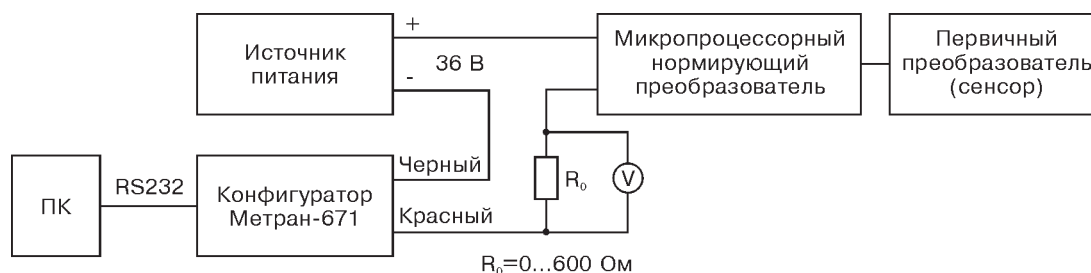 Источник
питания
+
36 В
-
Микропроцессорный
нормирующий
преобразователь
Первичный
преобразователь
(сенсор)
ПК
RS232
Конфигуратор
Метран-671
Черный
Красный
R₀
V
R₀=0...600 Ом